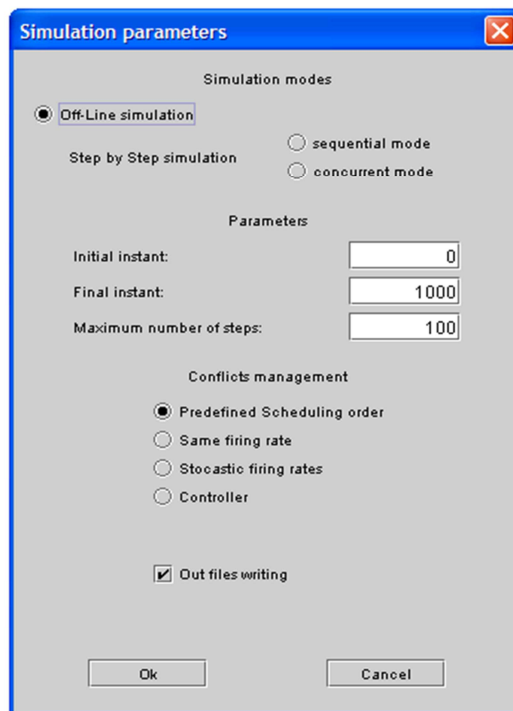 Simulation parameters
Simulation modes
Off-Line simulation
sequential mode
Step by Step simulation
concurrent mode
Parameters
Initial instant: 0
Final instant: 1000
Maximum number of steps: 100
Conflicts management
Predefined Scheduling order
Same firing rate
Stocastic firing rates
Controller
Out files writing
Ok Cancel